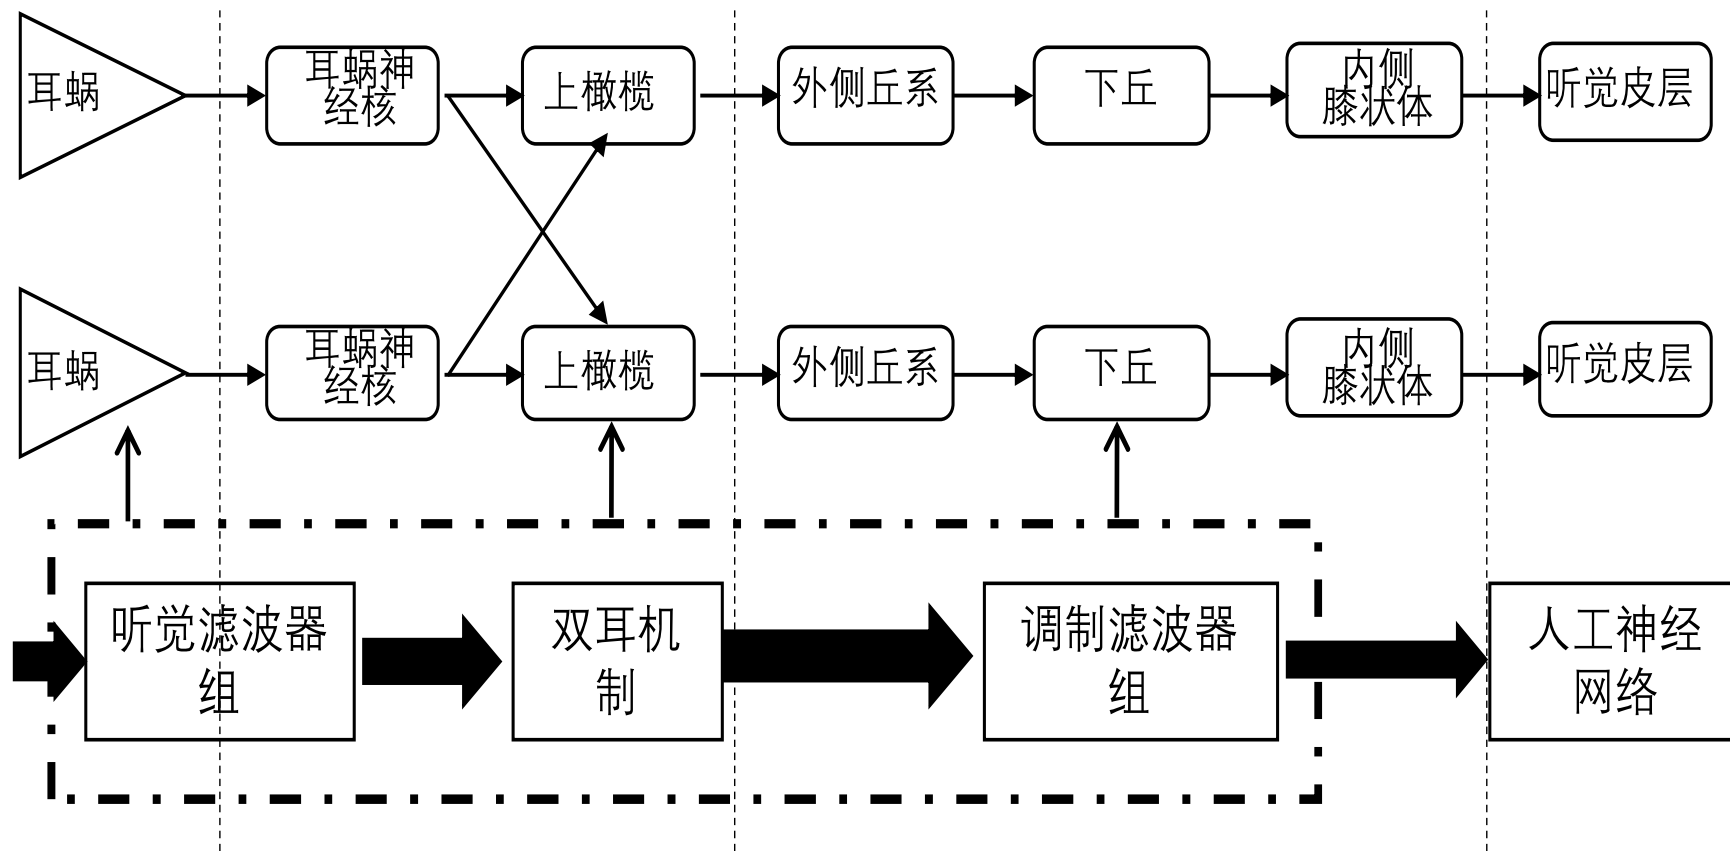 耳蜗
耳蜗神
经核
上橄榄
外侧丘系
下丘
内侧
膝状体
听觉皮层
耳蜗
耳蜗神
经核
上橄榄
外侧丘系
下丘
内侧
膝状体
听觉皮层
听觉滤波器
组
双耳机
制
调制滤波器
组
人工神经
网络